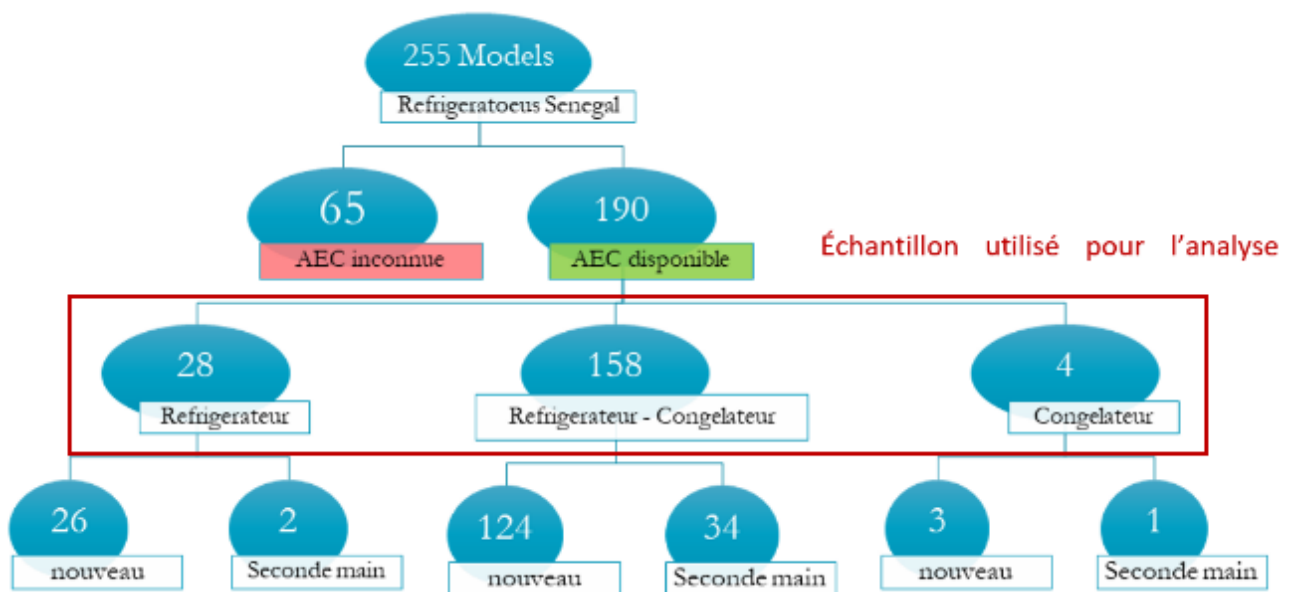 255 Models
Refrigeratoeus Senegal
65
AEC inconnue
190
AEC disponible
Échantillon utilisé pour l'analyse
28
Refrigerateur
158
Refrigerateur - Congelateur
4
Congelateur
26
nouveau
2
Seconde main
124
nouveau
34
Seconde main
3
nouveau
1
Seconde main